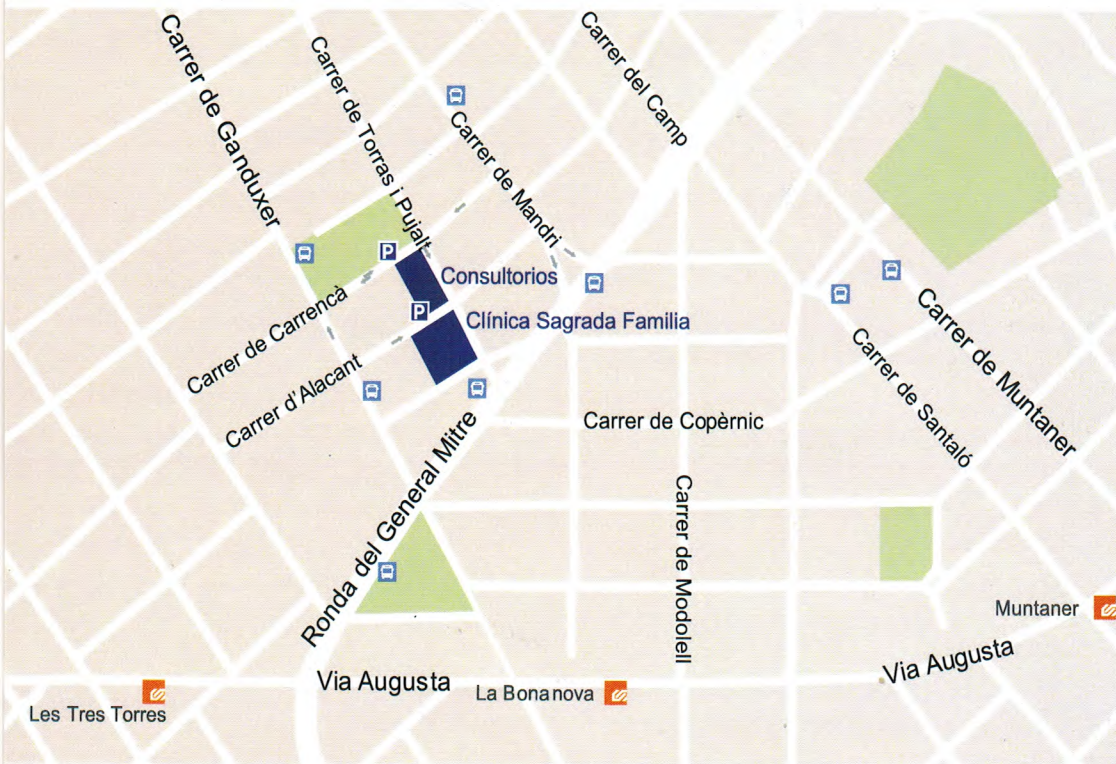 Carrer de Ganduxer
Carrer de Torras i Pujalt
Carrer de Mandri
Carrer del Camp
P
Consultorios
P
Clínica Sagrada Familia
Carrer de Carrencà
Carrer d'Alacant
Carrer de Muntaner
Carrer de Santaló
Carrer de Copèrnic
Carrer de Modolell
Ronda del General Mitre
Muntaner
Via Augusta
Via Augusta
La Bonanova
Les Tres Torres